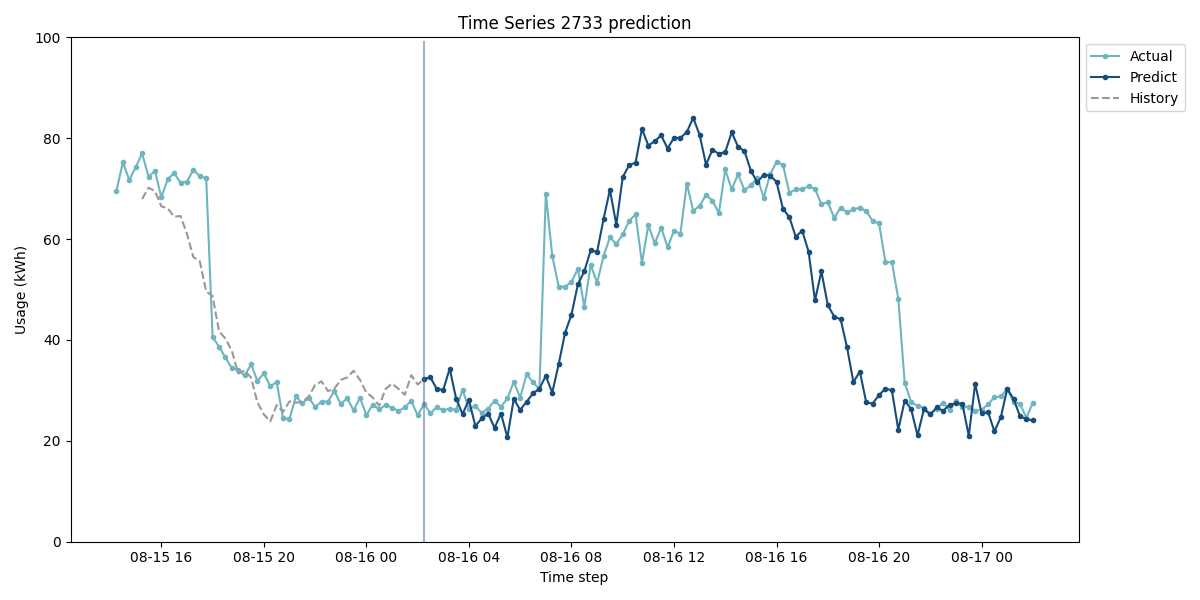 Time Series 2733 prediction
Usage (kWh)
100
80
60
40
20
0
08-15 16
08-15 20
08-16 00
08-16 04
08-16 08
08-16 12
08-16 16
08-16 20
08-17 00
Time step
Actual
Predict
History